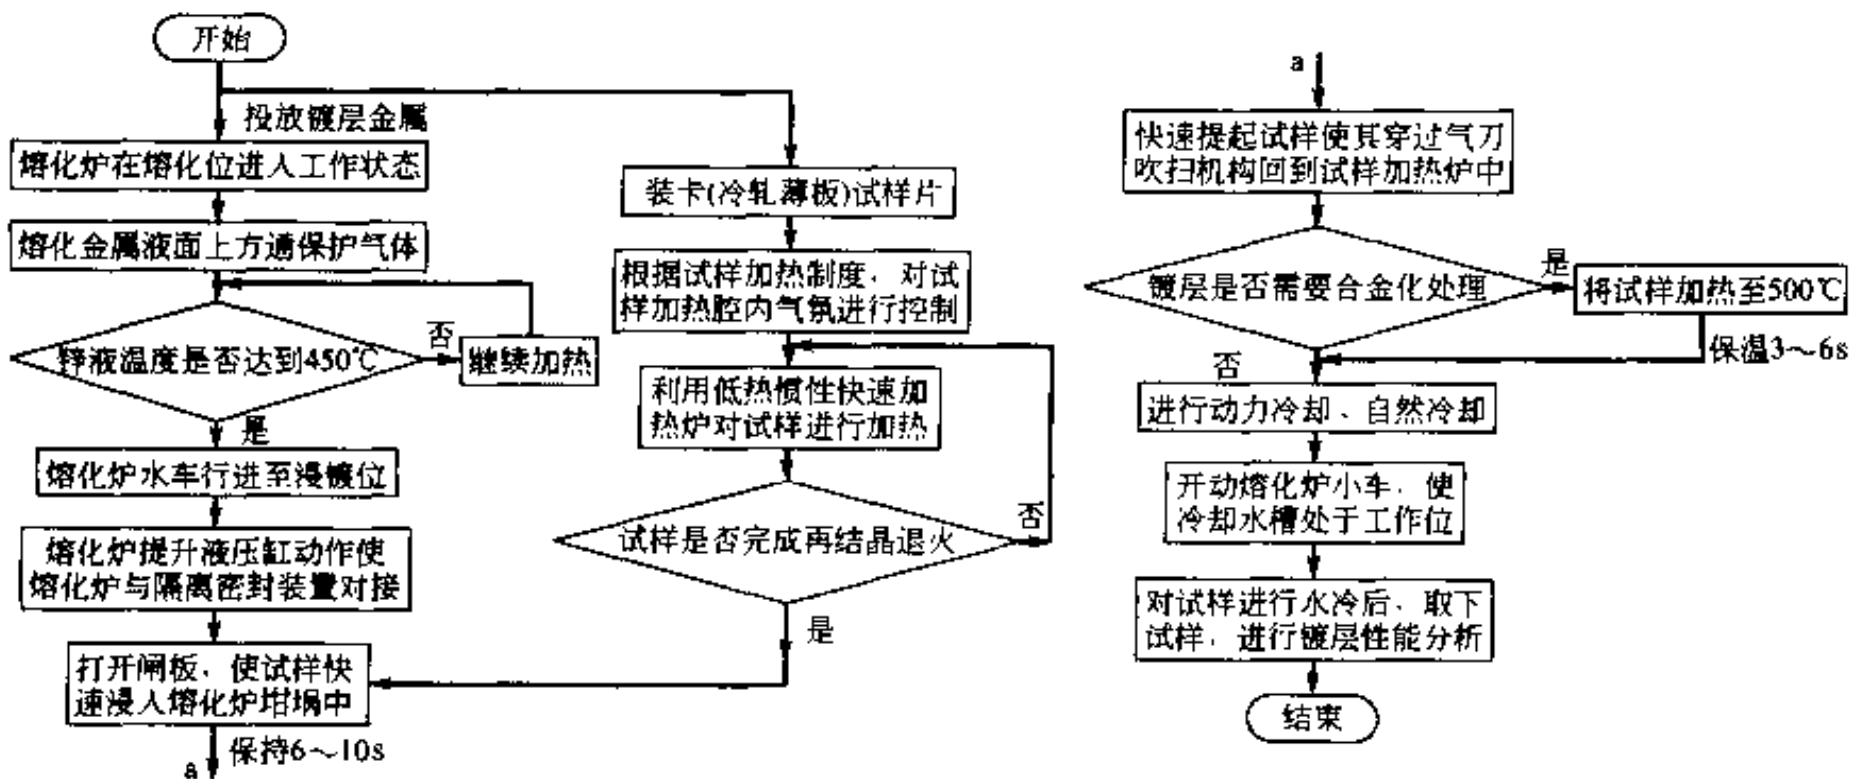 开始
投放镀层金属
熔化炉在熔化位进入工作状态
熔化金属液面上方通保护气体
锌液温度是否达到450℃
否
继续加热
是
熔化炉水车行进至浸镀位
熔化炉提升液压缸动作使
熔化炉与隔离密封装置对接
打开闸板，使试样快
速浸入熔化炉坩埚中
保持6～10s
a
装卡(冷轧薄板)试样片
根据试样加热制度，对试
样加热腔内气氛进行控制
利用低热惯性快速加
热炉对试样进行加热
试样是否完成再结晶退火
否
是
a
快速提起试样使其穿过气刀
吹扫机构回到试样加热炉中
镀层是否需要合金化处理
是
将试样加热至500℃
保温3～6s
否
进行动力冷却、自然冷却
开动熔化炉小车，使
冷却水槽处于工作位
对试样进行水冷后，取下
试样，进行镀层性能分析
结束